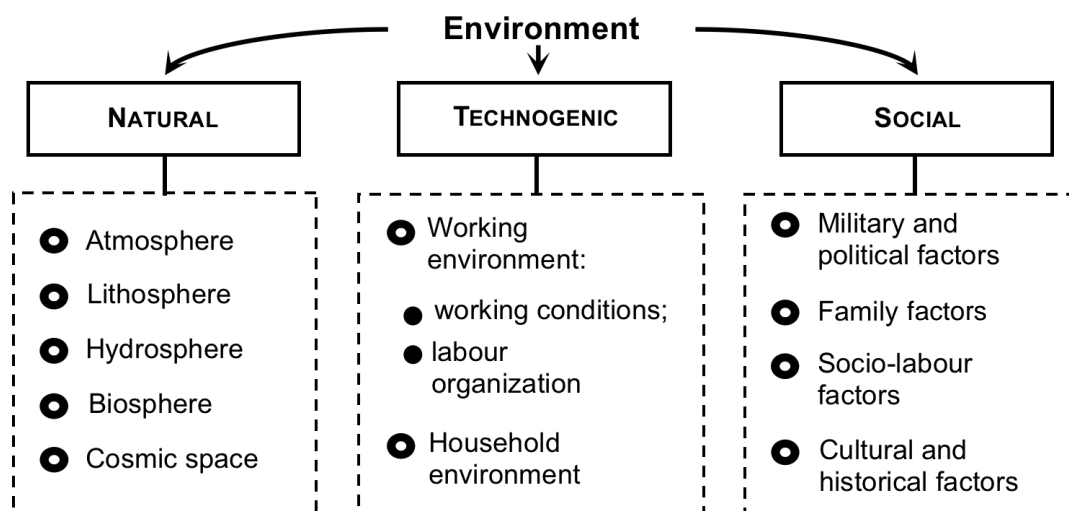 Environment
NATURAL
Atmosphere
Lithosphere
Hydrosphere
Biosphere
Cosmic space
TECHNOGENIC
Working
environment:
working conditions;
labour
organization
Household
environment
SOCIAL
Military and
political factors
Family factors
Socio-labour
factors
Cultural and
historical factors